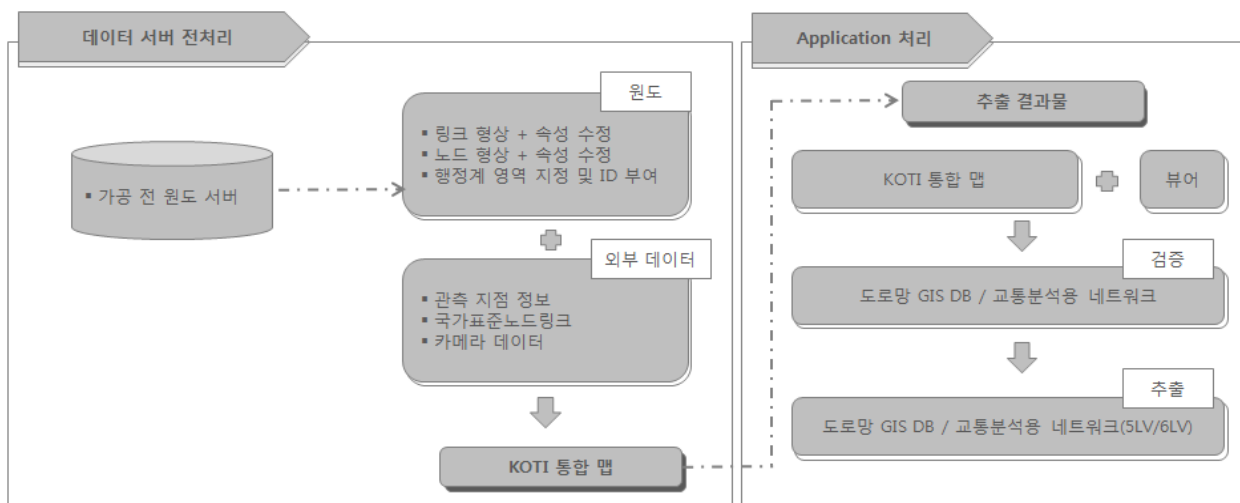 데이터 서버 전처리
▪ 가공 전 원도 서버
원도
▪ 링크 형상 + 속성 수정
▪ 노드 형상 + 속성 수정
▪ 행정계 영역 지정 및 ID 부여
외부 데이터
▪ 관측 지점 정보
▪ 국가표준노드링크
▪ 카메라 데이터
KOTI 통합 맵
Application 처리
추출 결과물
KOTI 통합 맵
뷰어
검증
도로망 GIS DB / 교통분석용 네트워크
추출
도로망 GIS DB / 교통분석용 네트워크(5LV/6LV)